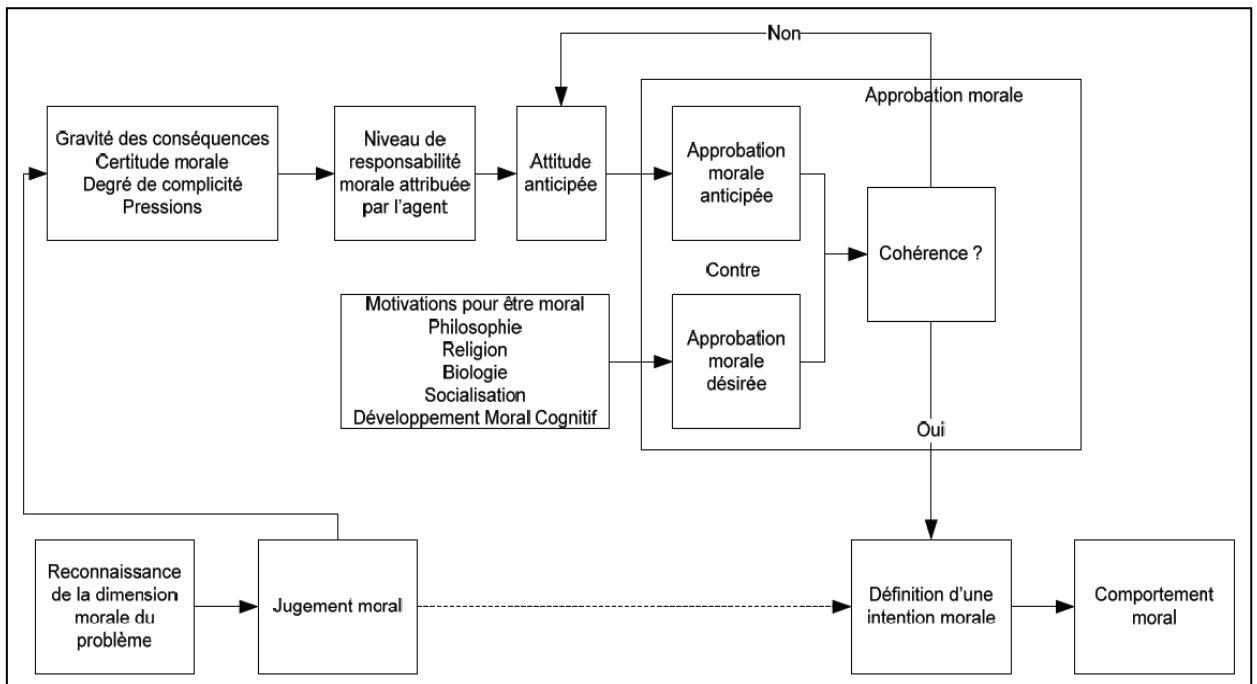 Non
Approbation morale
Gravité des conséquences
Certitude morale
Degré de complicité
Pressions
Niveau de
responsabilité
morale attribuée
par l'agent
Attitude
anticipée
Approbation
morale
anticipée
Cohérence ?
Contre
Motivations pour être moral
Philosophie
Religion
Biologie
Socialisation
Développement Moral Cognitif
Approbation
morale
désirée
Oui
Reconnaissance
de la dimension
morale du
problème
Jugement moral
Définition d'une
intention morale
Comportement
moral